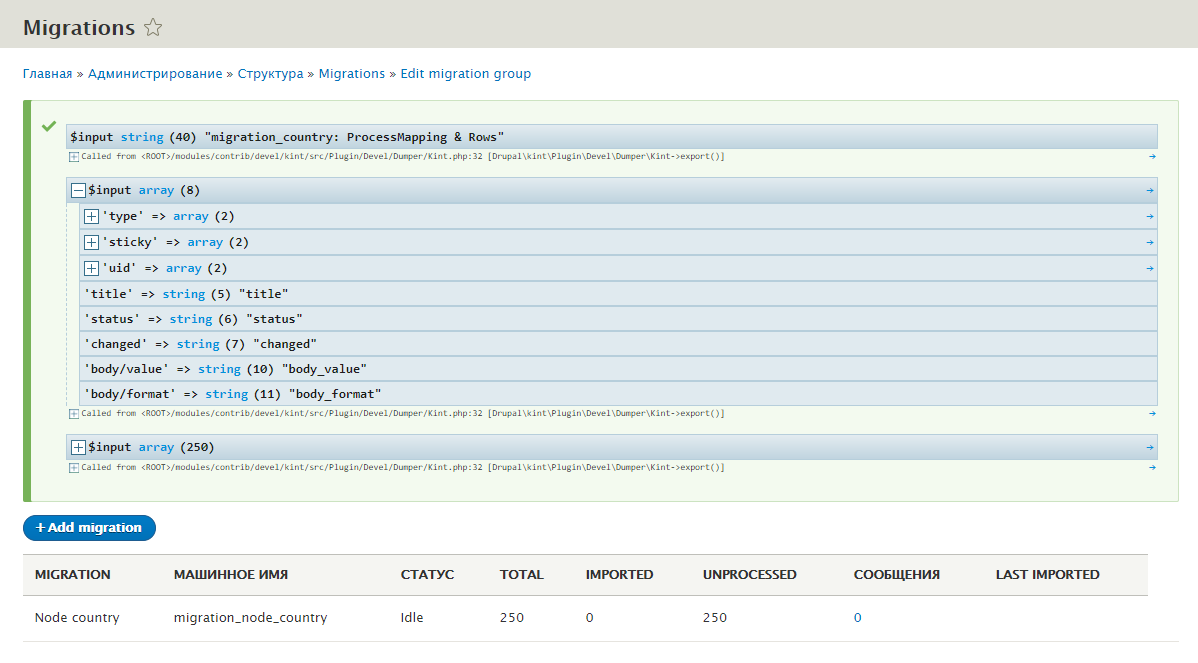 Migrations
Главная » Администрирование » Структура » Migrations » Edit migration group
$input string (40) "migration_country: ProcessMapping & Rows"
Called from <ROOT>/modules/contrib/devel/kint/src/Plugin/Devel/Dumper/Kint.php:32 [Drupal\kint\Plugin\Devel\Dumper\Kint->export()]
$input array (8)
'type' => array (2)
'sticky' => array (2)
'uid' => array (2)
'title' => string (5) "title"
'status' => string (6) "status"
'changed' => string (7) "changed"
'body/value' => string (10) "body_value"
'body/format' => string (11) "body_format"
Called from <ROOT>/modules/contrib/devel/kint/src/Plugin/Devel/Dumper/Kint.php:32 [Drupal\kint\Plugin\Devel\Dumper\Kint->export()]
$input array (250)
Called from <ROOT>/modules/contrib/devel/kint/src/Plugin/Devel/Dumper/Kint.php:32 [Drupal\kint\Plugin\Devel\Dumper\Kint->export()]
+ Add migration
MIGRATION МАШИННОЕ ИМЯ СТАТУС TOTAL IMPORTED UNPROCESSED СООБЩЕНИЯ LAST IMPORTED
Node country migration_node_country Idle 250 0 250 0